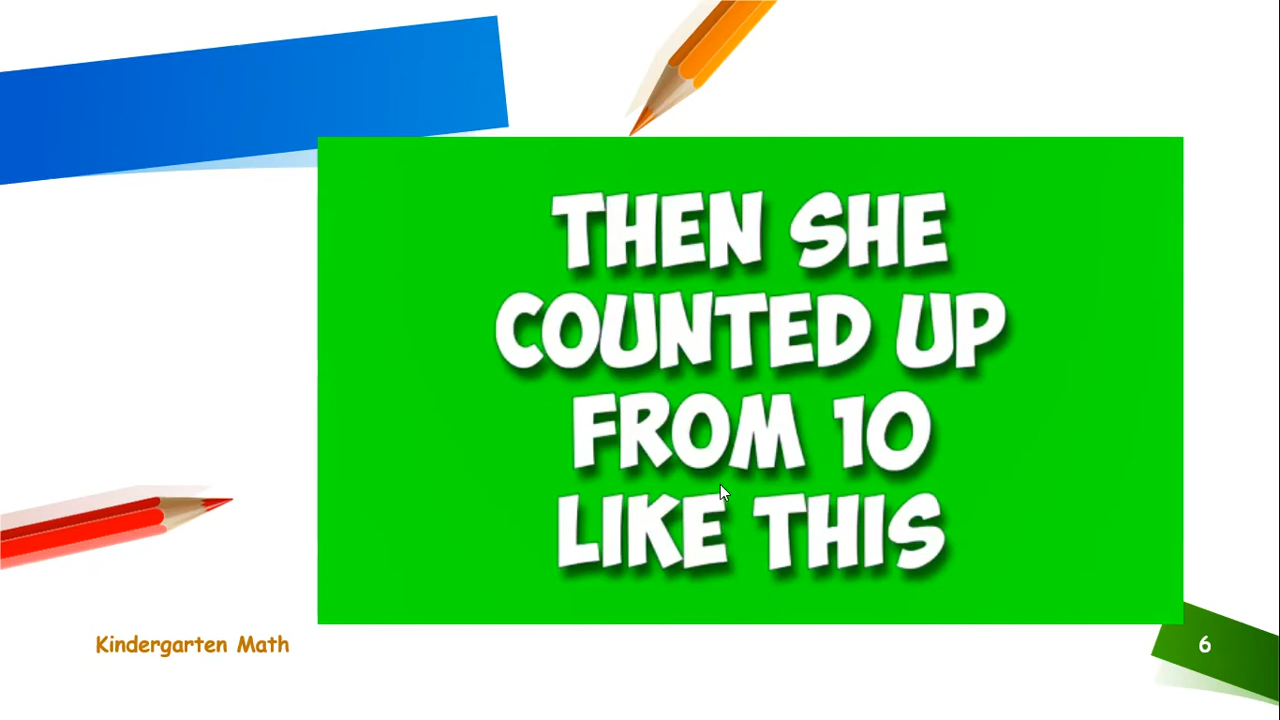 THEN SHE
COUNTED UP
FROM 10
LIKE THIS
Kindergarten Math
6